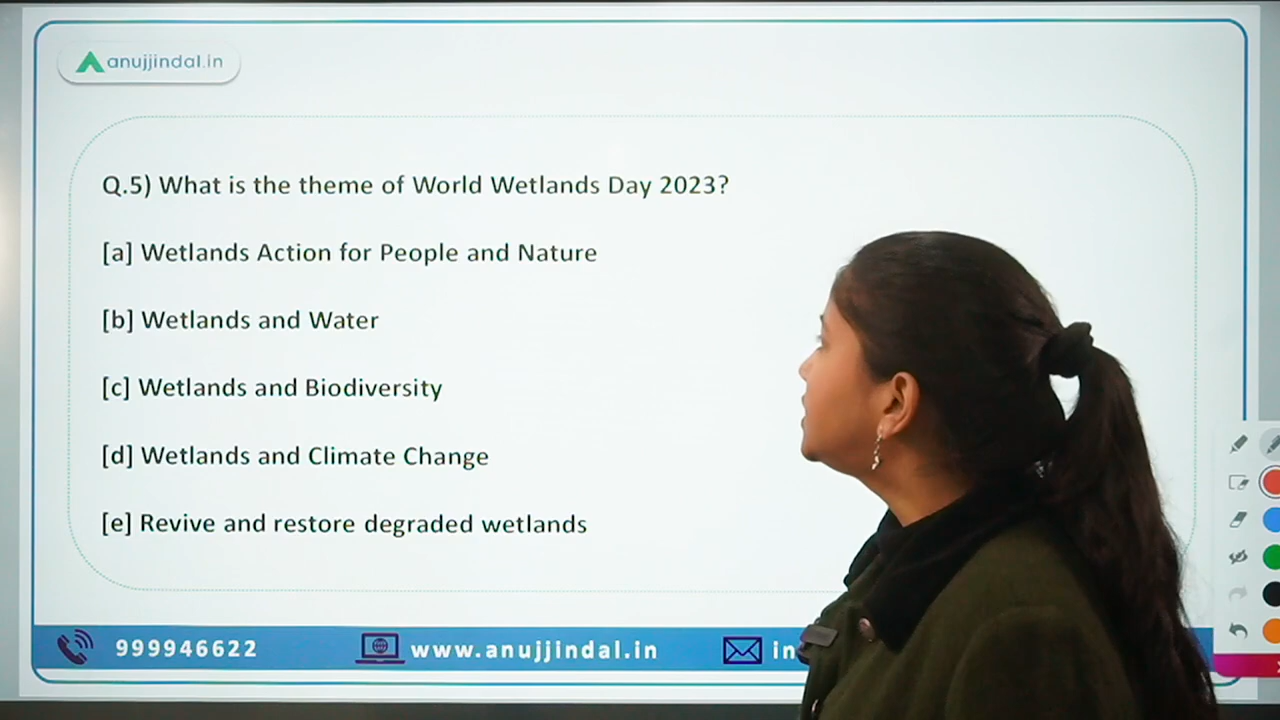 anujjindal.in
Q.5) What is the theme of World Wetlands Day 2023?
[a] Wetlands Action for People and Nature
[b] Wetlands and Water
[c] Wetlands and Biodiversity
[d] Wetlands and Climate Change
[e] Revive and restore degraded wetlands
999946622
www.anujjindal.in
in